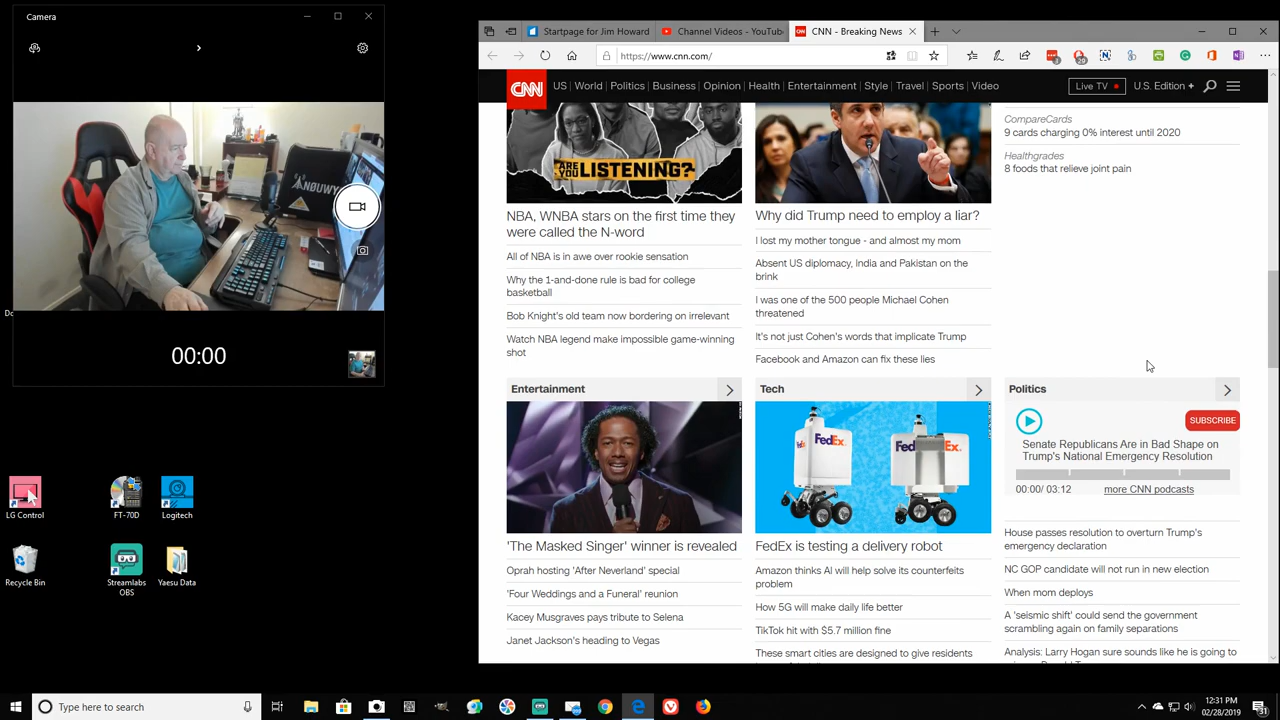 Camera
ANOUWY
00:00
LG Control
FT-70D
Logitech
Recycle Bin
Streamlabs
OBS
Yaesu Data
Startpage for Jim Howard
Channel Videos - YouTub
CNN - Breaking News
https://www.cnn.com/
CNN
US
World
Politics
Business
Opinion
Health
Entertainment
Style
Travel
Sports
Video
Live TV
U.S. Edition +
ARE
YOU
LISTENING?
NBA, WNBA stars on the first time they
were called the N-word
All of NBA is in awe over rookie sensation
Why the 1-and-done rule is bad for college
basketball
Bob Knight's old team now bordering on irrelevant
Watch NBA legend make impossible game-winning
shot
Why did Trump need to employ a liar?
I lost my mother tongue - and almost my mom
Absent US diplomacy, India and Pakistan on the
brink
I was one of the 500 people Michael Cohen
threatened
It's not just Cohen's words that implicate Trump
Facebook and Amazon can fix these lies
CompareCards
9 cards charging 0% interest until 2020
Healthgrades
8 foods that relieve joint pain
Entertainment
'The Masked Singer' winner is revealed
Oprah hosting 'After Neverland' special
'Four Weddings and a Funeral' reunion
Kacey Musgraves pays tribute to Selena
Janet Jackson's heading to Vegas
Tech
FedEx
FedEx.
FedEx is testing a delivery robot
Amazon thinks AI will help solve its counterfeits
problem
How 5G will make daily life better
TikTok hit with $5.7 million fine
These smart cities are designed to give residents
Politics
SUBSCRIBE
Senate Republicans Are in Bad Shape on
Trump's National Emergency Resolution
00:00/ 03:12
more CNN podcasts
House passes resolution to overturn Trump's
emergency declaration
NC GOP candidate will not run in new election
When mom deploys
A 'seismic shift' could send the government
scrambling again on family separations
Analysis: Larry Hogan sure sounds like he is going to
Type here to search
12:31 PM
02/28/2019
31